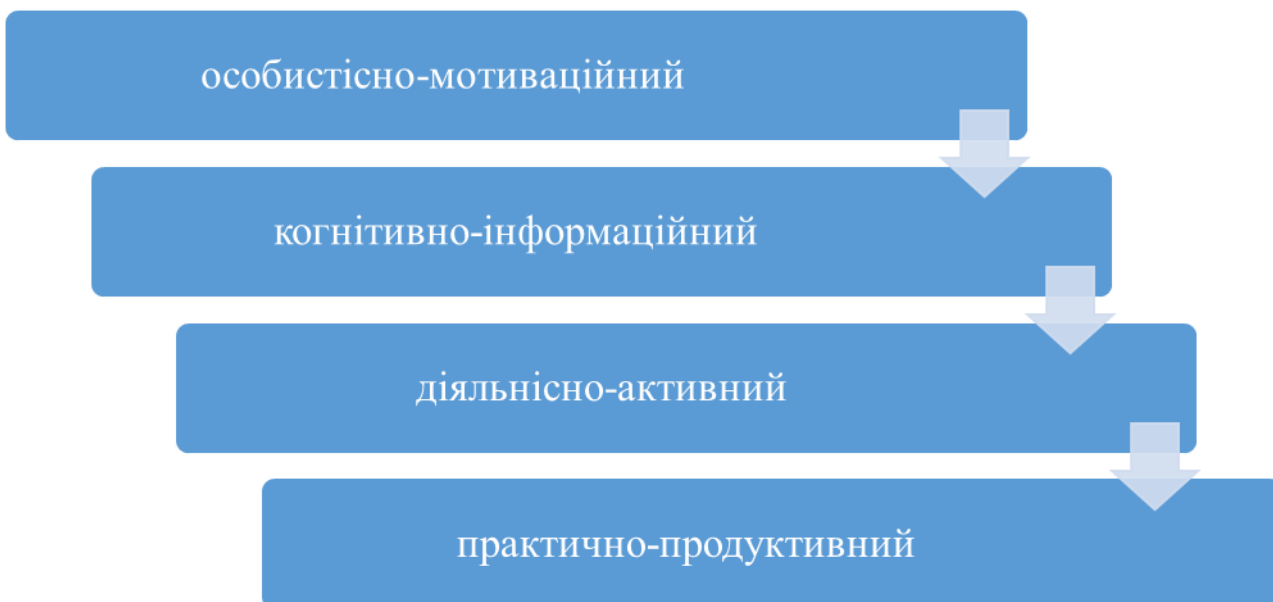 особистісно-мотиваційний
когнітивно-інформаційний
діяльнісно-активний
практично-продуктивний